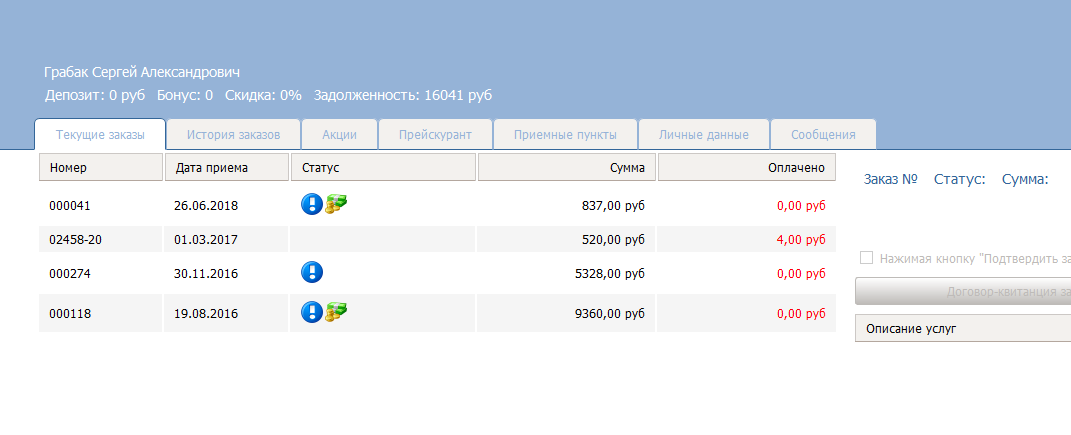 Грабак Сергей Александрович
Депозит: 0 руб Бонус: 0 Скидка: 0% Задолженность: 16041 руб
Текущие заказы История заказов Акции Прейскурант Приемные пункты Личные данные Сообщения
Номер Дата приема Статус Сумма Оплачено
Заказ № Статус: Сумма:
000041 26.06.2018 837,00 руб 0,00 руб
02458-20 01.03.2017 520,00 руб 4,00 руб
000274 30.11.2016 5328,00 руб 0,00 руб
000118 19.08.2016 9360,00 руб 0,00 руб
Нажимая кнопку "Подтвердить за
Договор-квитанция за
Описание услуг